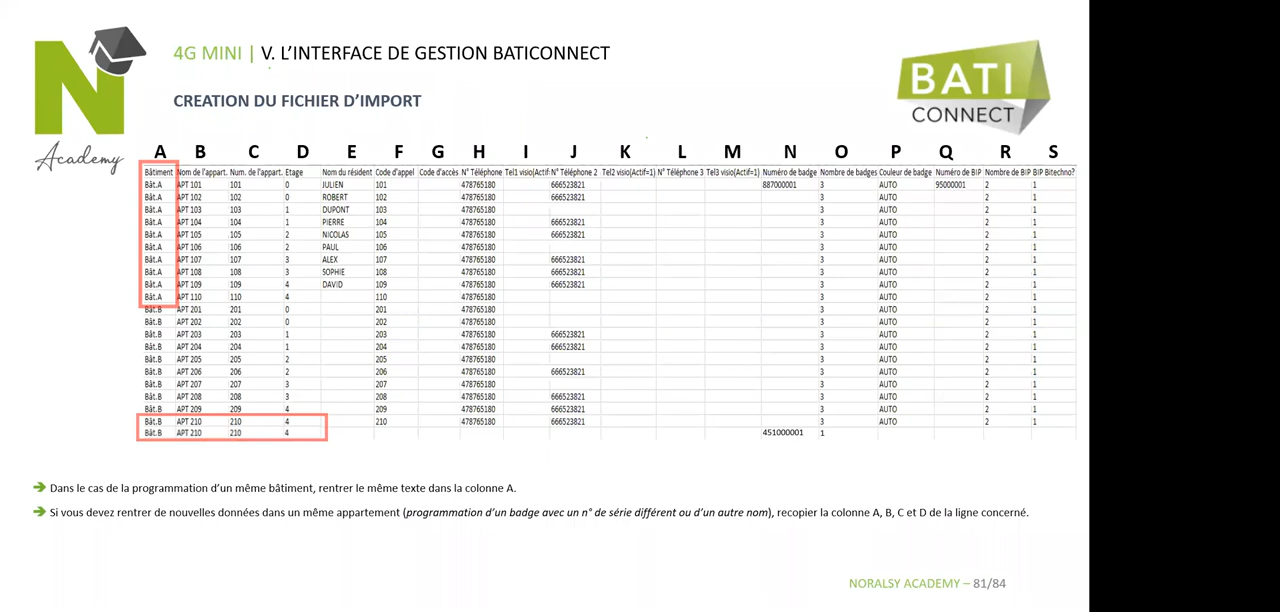 4G MINI | V. L'INTERFACE DE GESTION BATICONNECT
N
Academy
BATI
CONNECT
CREATION DU FICHIER D'IMPORT
A B C D E F G H I J K L M N O P Q R S
Bâtiment Nom de l'appart. Num. de l'appart. Etage Nom du résident Code d'appel Code d'accès N° Téléphone Tel1 visio(Actif: N° Téléphone 2 Tel2 visio(Actif=1) N° Téléphone 3 Tel3 visio(Actif=1) Numéro de badge Nombre de badges Couleur de badge Numéro de BIP Nombre de BIP BIP Bitechno?
Bât.A APT 101 101 0 JULIEN 101 478765180 666523821 887000001 3 AUTO 95000001 2 1
Bât.A APT 102 102 0 ROBERT 102 478765180 666523821 3 AUTO 2 1
Bât.A APT 103 103 1 DUPONT 103 478765180 3 AUTO 2 1
Bât.A APT 104 104 1 PIERRE 104 478765180 666523821 3 AUTO 2 1
Bât.A APT 105 105 2 NICOLAS 105 478765180 666523821 3 AUTO 2 1
Bât.A APT 106 106 2 PAUL 106 478765180 3 AUTO 2 1
Bât.A APT 107 107 3 ALEX 107 478765180 666523821 3 AUTO 2 1
Bât.A APT 108 108 3 SOPHIE 108 478765180 666523821 3 AUTO 2 1
Bât.A APT 109 109 4 DAVID 109 478765180 666523821 3 AUTO 2 1
Bât.A APT 110 110 4 110 478765180 3 AUTO 2 1
Bât.B APT 201 201 0 201 478765180 3 AUTO 2 1
Bât.B APT 202 202 0 202 478765180 3 AUTO 2 1
Bât.B APT 203 203 1 203 478765180 666523821 3 AUTO 2 1
Bât.B APT 204 204 1 204 478765180 666523821 3 AUTO 2 1
Bât.B APT 205 205 2 205 478765180 3 AUTO 2 1
Bât.B APT 206 206 2 206 478765180 666523821 3 AUTO 2 1
Bât.B APT 207 207 3 207 478765180 3 AUTO 2 1
Bât.B APT 208 208 3 208 478765180 666523821 3 AUTO 2 1
Bât.B APT 209 209 4 209 478765180 666523821 3 AUTO 2 1
Bât.B APT 210 210 4 210 478765180 666523821 3 AUTO 2 1
Bât.B APT 210 210 4 451000001 1
Dans le cas de la programmation d'un même bâtiment, rentrer le même texte dans la colonne A.
Si vous devez rentrer de nouvelles données dans un même appartement (programmation d'un badge avec un n° de série différent ou d'un autre nom), recopier la colonne A, B, C et D de la ligne concerné.
NORALSY ACADEMY – 81/84